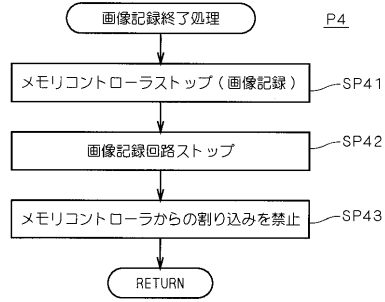 画像記録終了処理
P4
メモリコントローラストップ(画像記録)
SP41
画像記録回路ストップ
SP42
メモリコントローラからの割り込みを禁止
SP43
RETURN